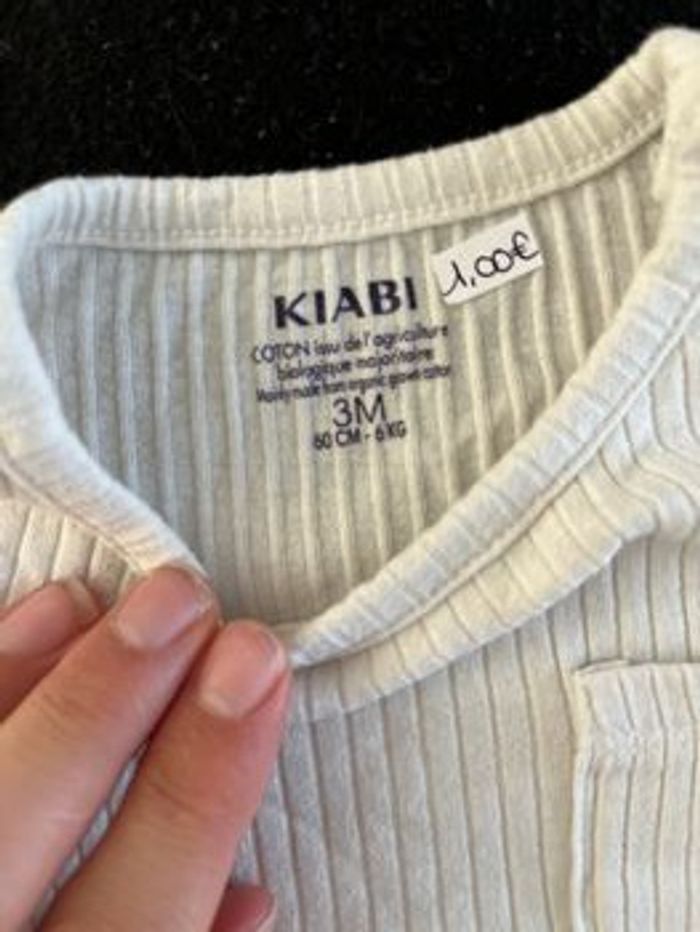 1,00€
KIABI
COTON issu de l'agriculture
biologique majoritaire
Mainly made from organic grown cotton
3M
60 CM - 6 KG